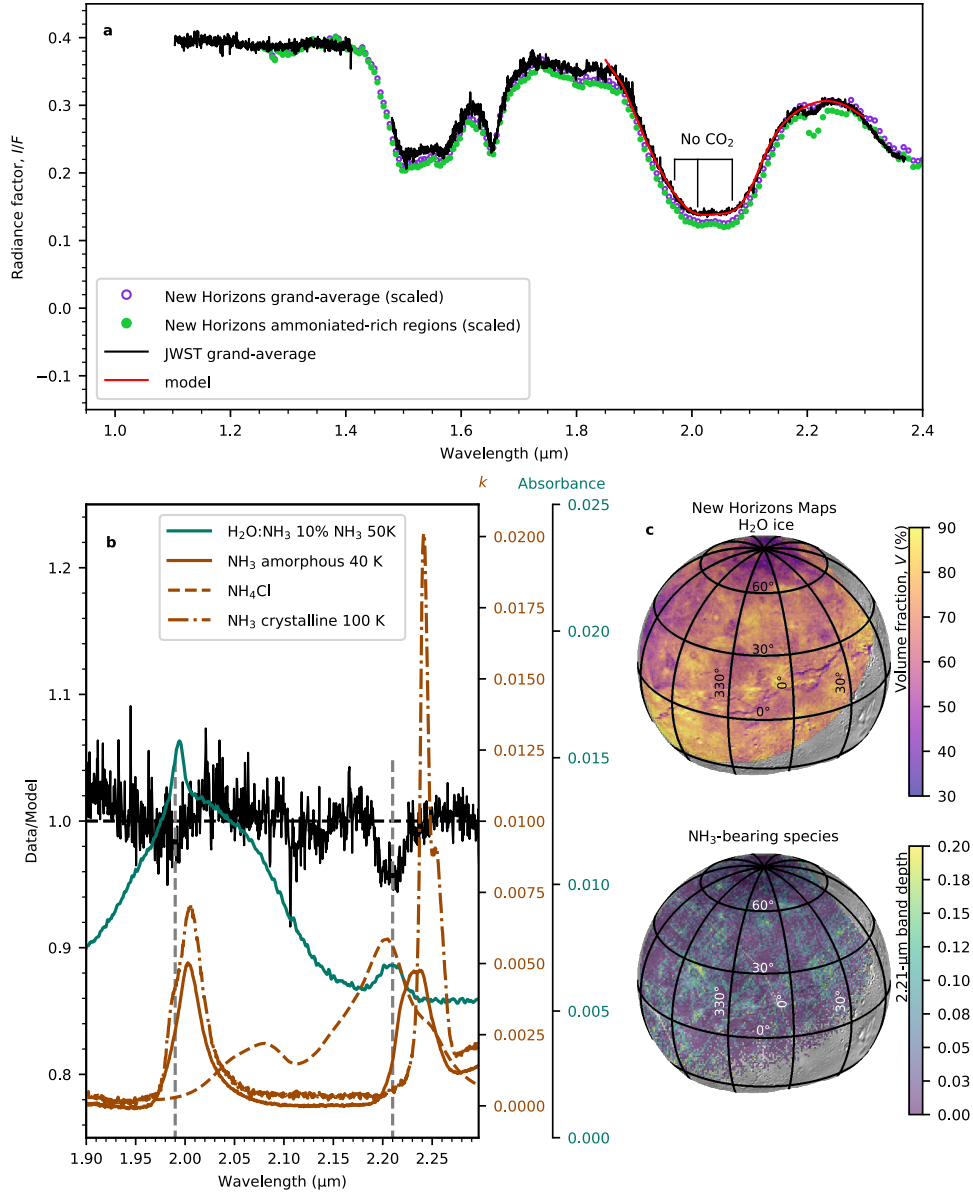 a
0.4
0.3
0.2
0.1
0.0
−0.1
Radiance factor, I/F
No CO₂
New Horizons grand-average (scaled)
New Horizons ammoniated-rich regions (scaled)
JWST grand-average
model
1.0 1.2 1.4 1.6 1.8 2.0 2.2 2.4
Wavelength (μm)
k Absorbance
b
H₂O:NH₃ 10% NH₃ 50K
NH₃ amorphous 40 K
NH₄Cl
NH₃ crystalline 100 K
1.2
1.1
1.0
0.9
0.8
Data/Model
0.0200
0.0175
0.0150
0.0125
0.0100
0.0075
0.0050
0.0025
0.0000
0.025
0.020
0.015
0.010
0.005
0.000
1.90 1.95 2.00 2.05 2.10 2.15 2.20 2.25
Wavelength (μm)
c
New Horizons Maps
H₂O ice
60°
30°
0°
330°
0°
30°
90
80
70
60
50
40
30
Volume fraction, V (%)
NH₃-bearing species
60°
30°
0°
330°
0°
30°
0.20
0.17
0.15
0.12
0.10
0.08
0.05
0.03
0.00
2.21-μm band depth